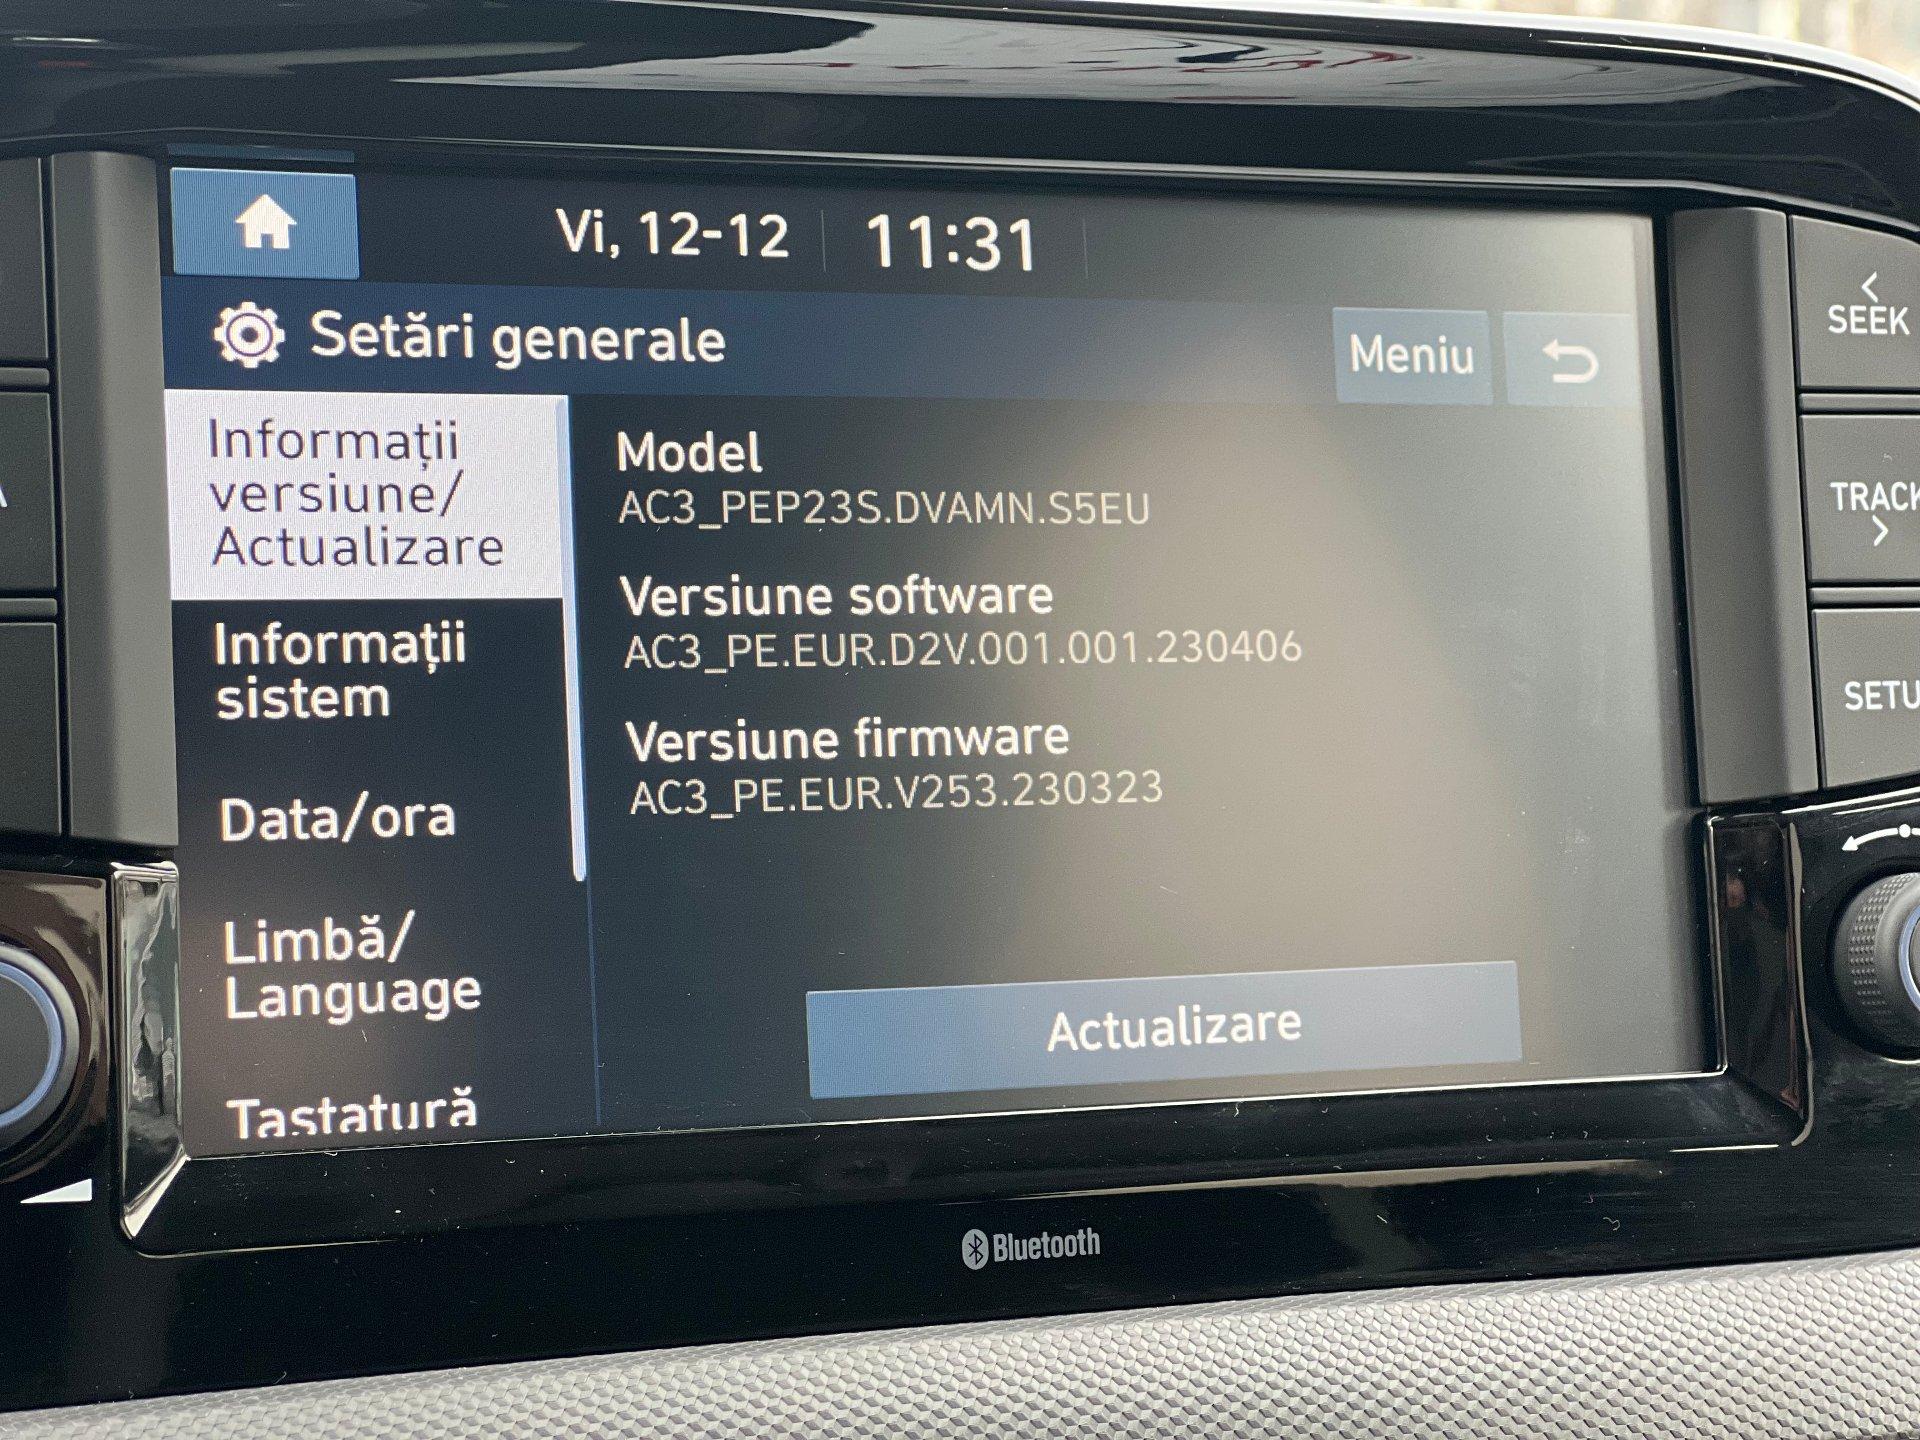 Vi, 12-12 11:31
Setări generale
Meniu
Informații
versiune/
Actualizare
Informații
sistem
Data/ora
Limbă/
Language
Tastatură
Model
AC3_PEP23S.DVAMN.S5EU
Versiune software
AC3_PE.EUR.D2V.001.001.230406
Versiune firmware
AC3_PE.EUR.V253.230323
Actualizare
< SEEK
TRACK >
SETU
Bluetooth